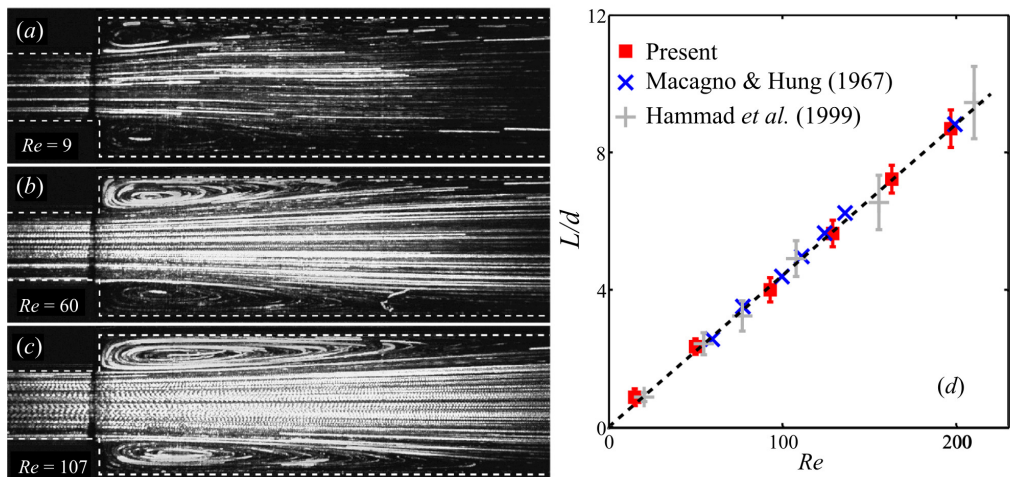 (a)
Re = 9
(b)
Re = 60
(c)
Re = 107
12
8
4
0
L/d
Present
Macagno & Hung (1967)
Hammad et al. (1999)
(d)
0
100
200
Re